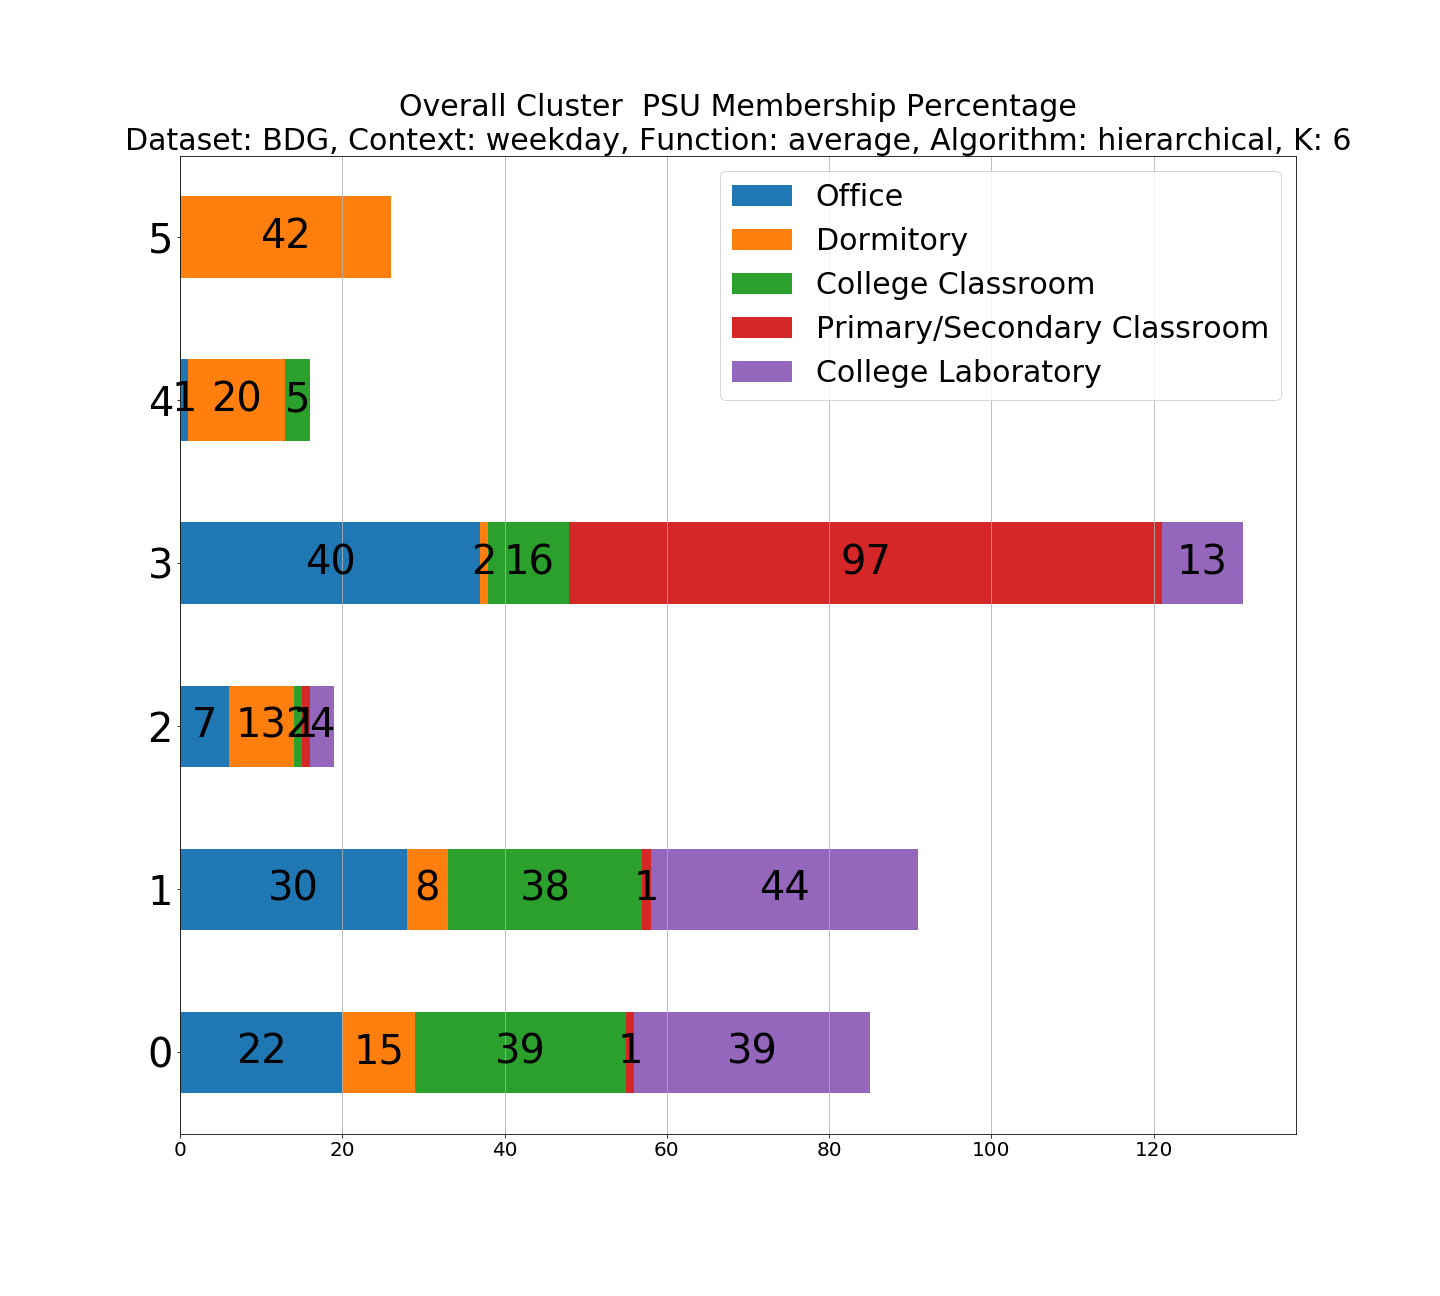 Overall Cluster  PSU Membership Percentage
Dataset: BDG, Context: weekday, Function: average, Algorithm: hierarchical, K: 6
Office
Dormitory
College Classroom
Primary/Secondary Classroom
College Laboratory
5
42
4
1 20 5
3
40 2 16 97 13
2
7 13 2 1 4
1
30 8 38 1 44
0
22 15 39 1 39
0 20 40 60 80 100 120